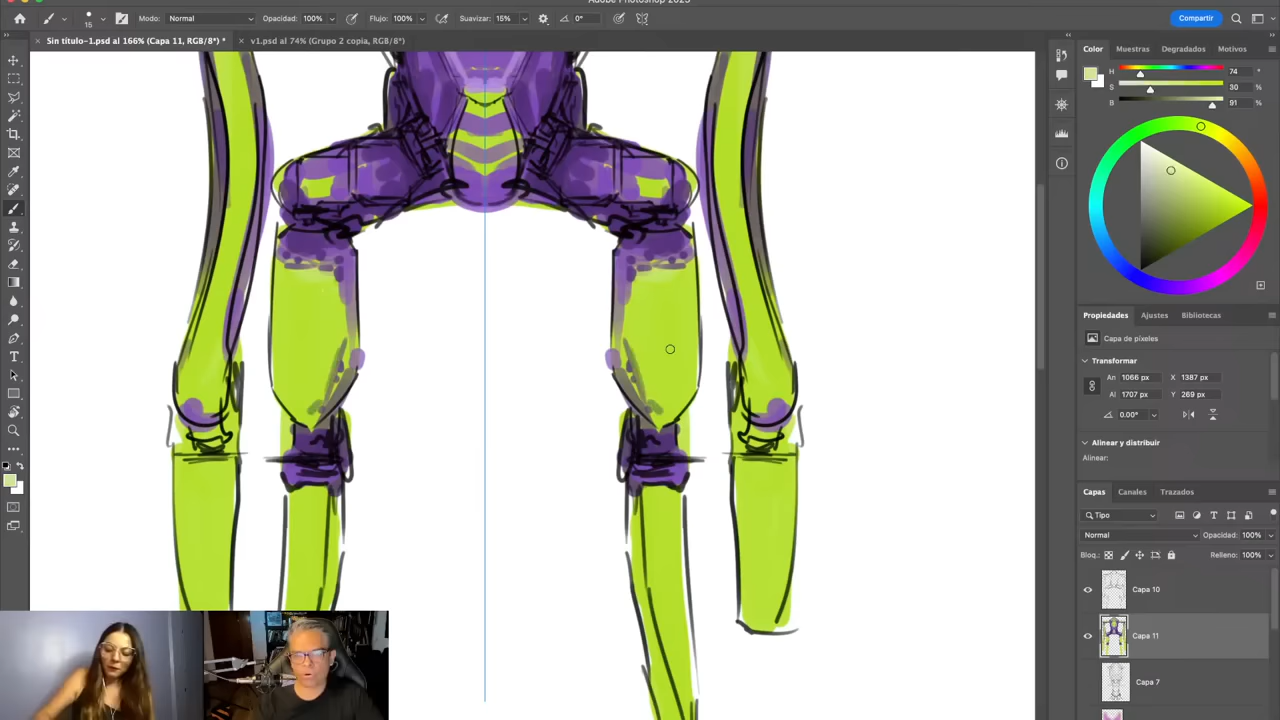 Adobe Photoshop 2023
15 Modo: Normal Opacidad: 100% Flujo: 100% Suavizar: 15% 0° Compartir
Sin título-1.psd al 166% (Capa 11, RGB/8*) * v1.psd al 74% (Grupo 2 copia, RGB/8*)
Color Muestras Degradados Motivos
H 74 °
S 30 %
B 91 %
Propiedades Ajustes Bibliotecas
Capa de píxeles
Transformar
An 1066 px X 1387 px
Al 1707 px Y 269 px
0.00°
Alinear y distribuir
Alinear:
Capas Canales Trazados
Tipo
Normal Opacidad: 100%
Bloq.: Relleno: 100%
Capa 10
Capa 11
Capa 7